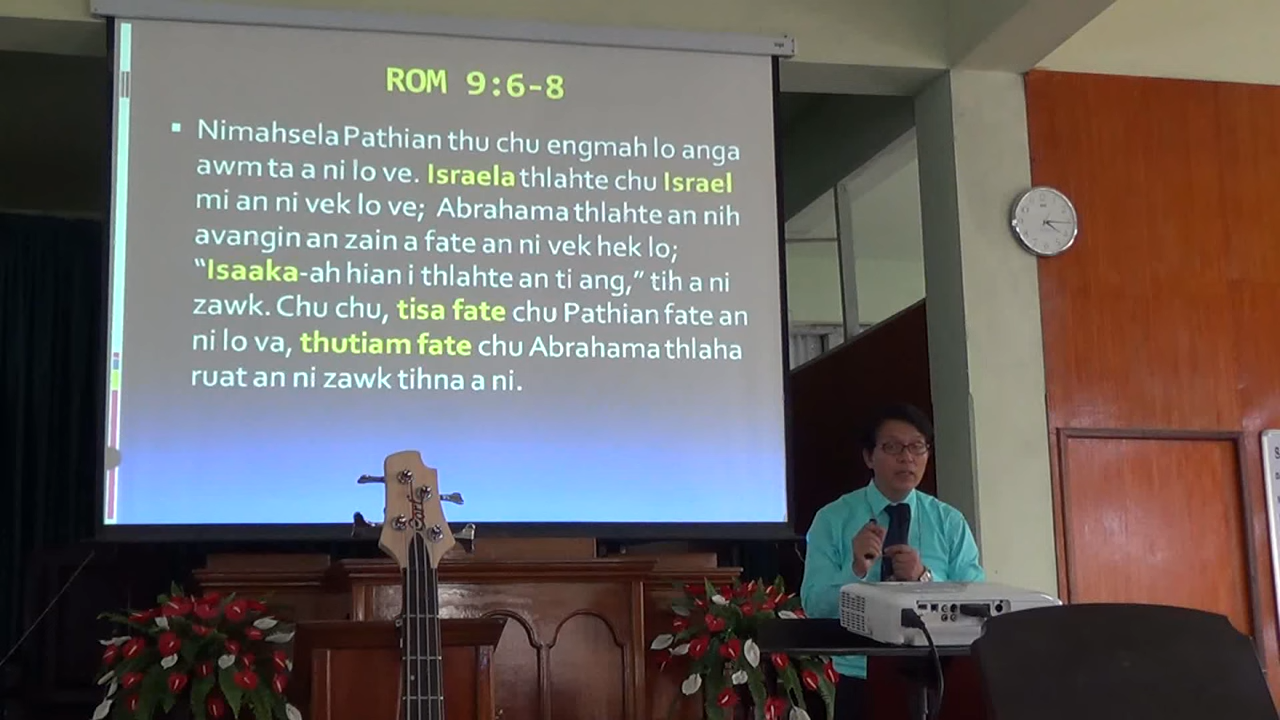 ROM 9:6-8
Nimahsela Pathian thu chu engmah lo anga
awm ta a ni lo ve. Israela thlahte chu Israel
mi an ni vek lo ve; Abrahama thlahte an nih
avangin an zain a fate an ni vek hek lo;
“Isaaka-ah hian i thlahte an ti ang,” tih a ni
zawk. Chu chu, tisa fate chu Pathian fate an
ni lo va, thutiam fate chu Abrahama thlaha
ruat an ni zawk tihna a ni.
Cort